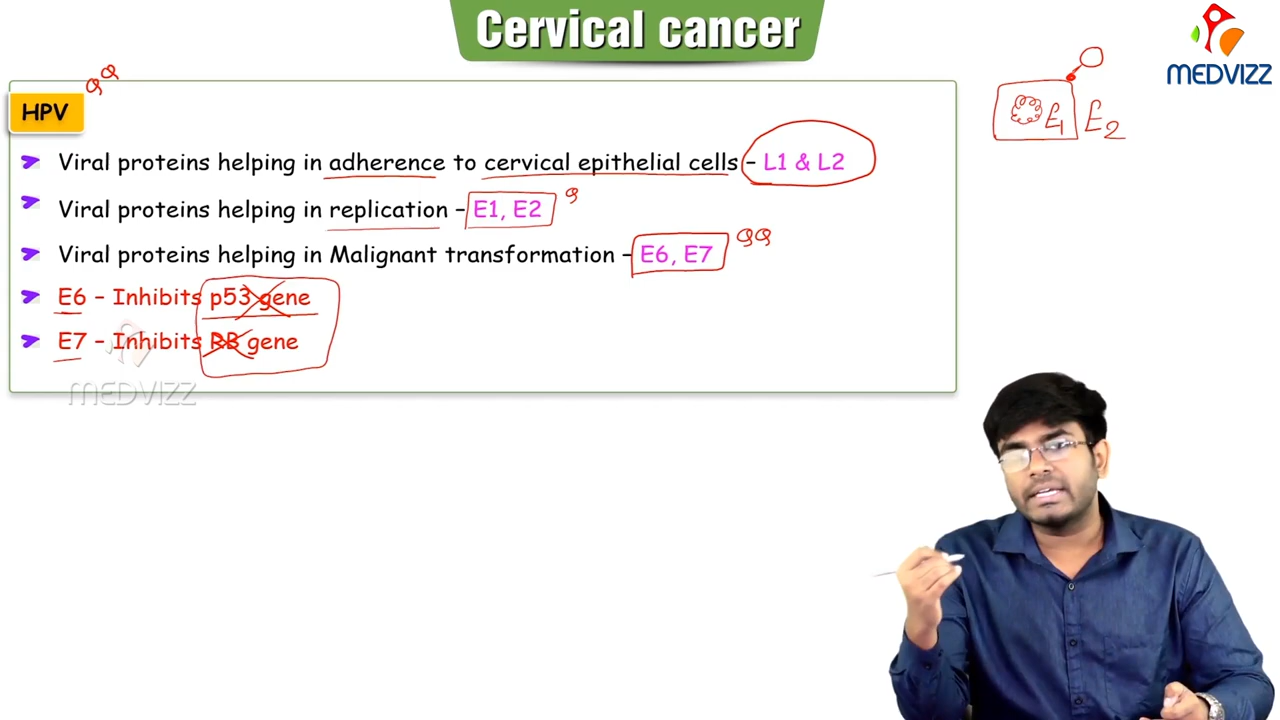 Cervical cancer
MEDVIZZ
HPV
Viral proteins helping in adherence to cervical epithelial cells – L1 & L2
Viral proteins helping in replication – E1, E2
Viral proteins helping in Malignant transformation – E6, E7
E6 – Inhibits p53 gene
E7 – Inhibits RB gene
MEDVIZZ
E1 E2